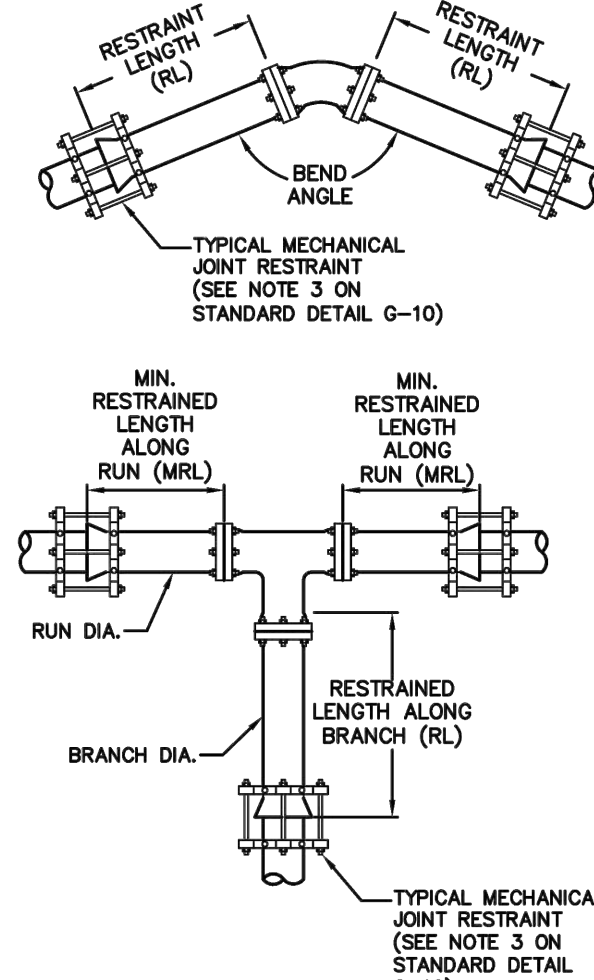 RESTRAINT
LENGTH
(RL)
RESTRAINT
LENGTH
(RL)
BEND
ANGLE
TYPICAL MECHANICAL
JOINT RESTRAINT
(SEE NOTE 3 ON
STANDARD DETAIL G-10)
MIN.
RESTRAINED
LENGTH
ALONG
RUN (MRL)
MIN.
RESTRAINED
LENGTH
ALONG
RUN (MRL)
RUN DIA.
RESTRAINED
LENGTH ALONG
BRANCH (RL)
BRANCH DIA.
TYPICAL MECHANICA
JOINT RESTRAINT
(SEE NOTE 3 ON
STANDARD DETAIL